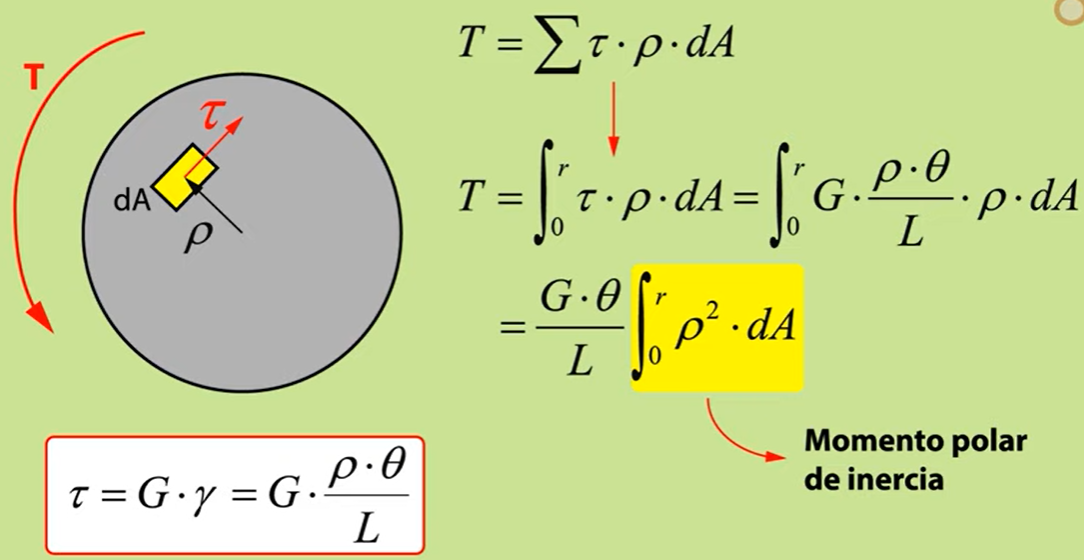 T
τ
dA
ρ
T = ∑ τ · ρ · dA
T = ∫₀ʳ τ · ρ · dA = ∫₀ʳ G · (ρ · θ / L) · ρ · dA
= (G · θ / L) ∫₀ʳ ρ² · dA
Momento polar
de inercia
τ = G · γ = G · (ρ · θ / L)